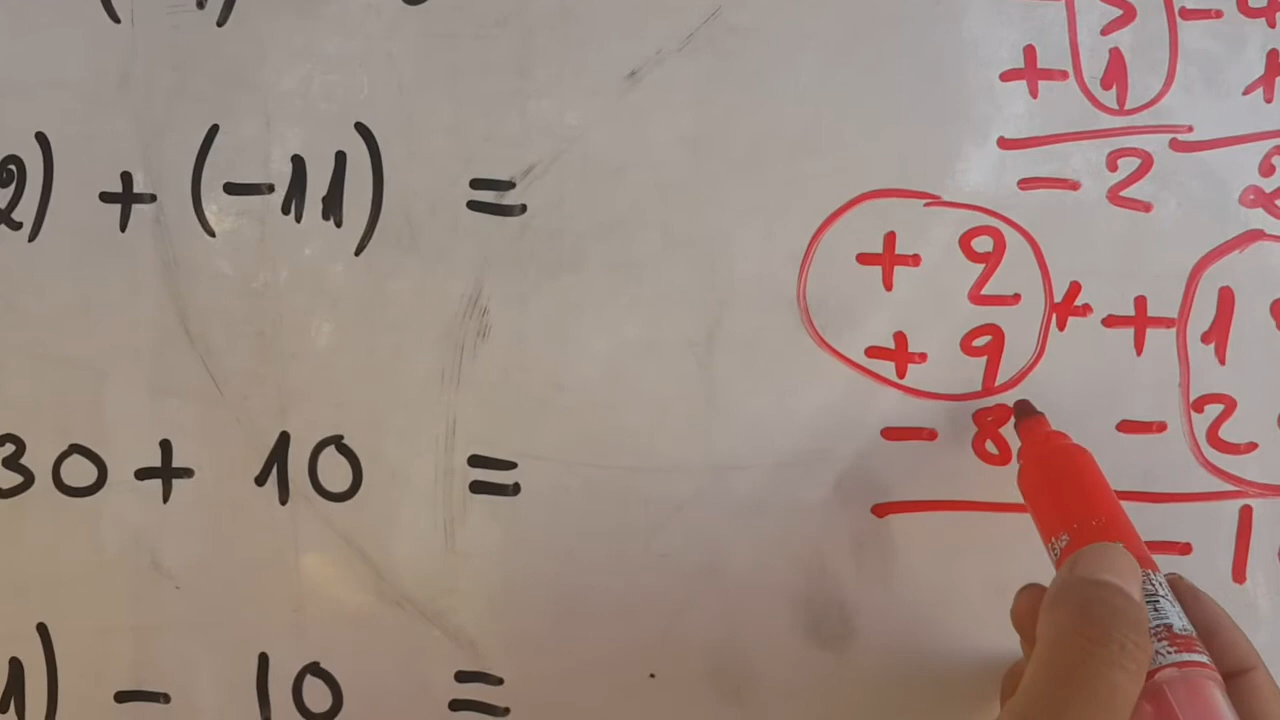 2) + (-11) =
30 + 10 =
1) - 10 =
+ 1
- 2
+ 2 + + 1
+ 9
- 8 - 2
- 1